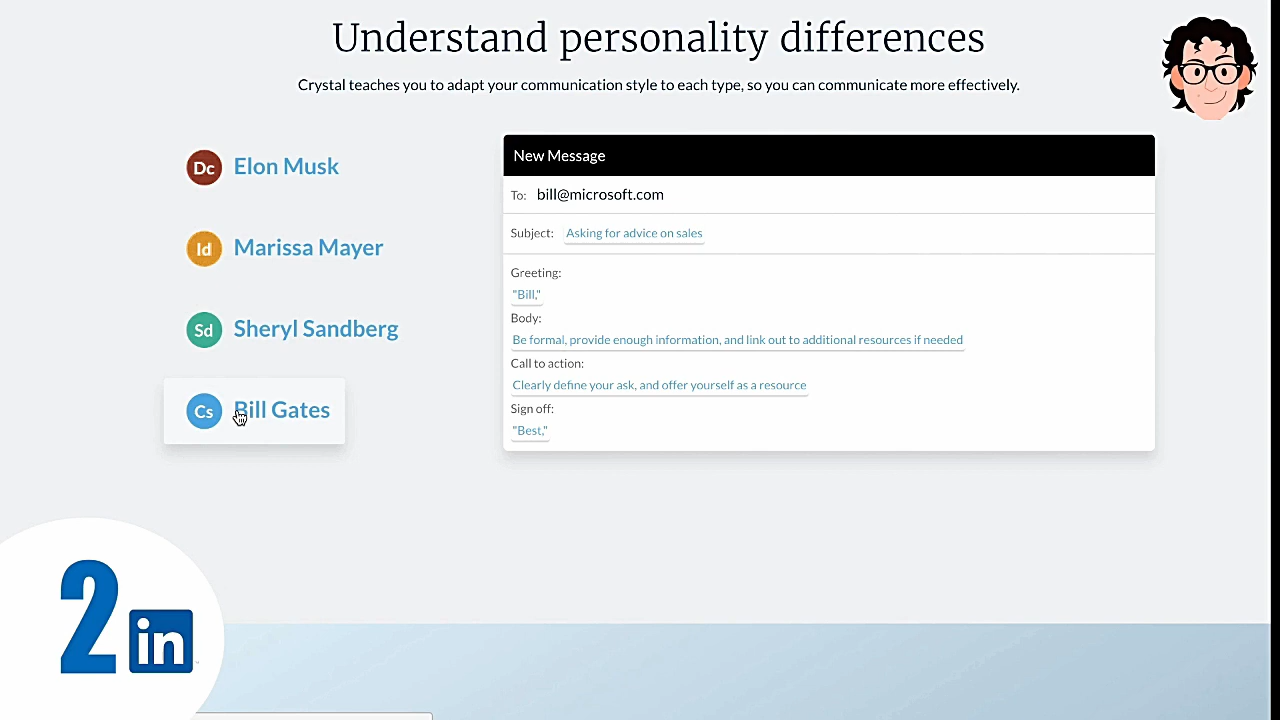 Understand personality differences
Crystal teaches you to adapt your communication style to each type, so you can communicate more effectively.
Dc Elon Musk
Id Marissa Mayer
Sd Sheryl Sandberg
Cs Bill Gates
New Message
To: bill@microsoft.com
Subject: Asking for advice on sales
Greeting:
"Bill,"
Body:
Be formal, provide enough information, and link out to additional resources if needed
Call to action:
Clearly define your ask, and offer yourself as a resource
Sign off:
"Best,"
2 in